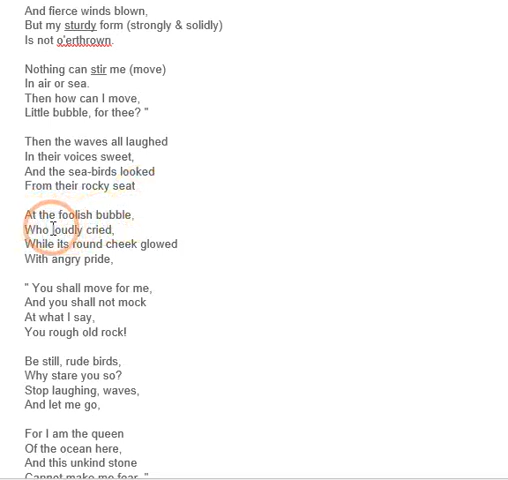 And fierce winds blown,
But my sturdy form (strongly & solidly)
Is not o'erthrown.
Nothing can stir me (move)
In air or sea.
Then how can I move,
Little bubble, for thee? "
Then the waves all laughed
In their voices sweet,
And the sea-birds looked
From their rocky seat
At the foolish bubble,
Who loudly cried,
While its round cheek glowed
With angry pride,
" You shall move for me,
And you shall not mock
At what I say,
You rough old rock!
Be still, rude birds,
Why stare you so?
Stop laughing, waves,
And let me go,
For I am the queen
Of the ocean here,
And this unkind stone
Cannot make me fear. "